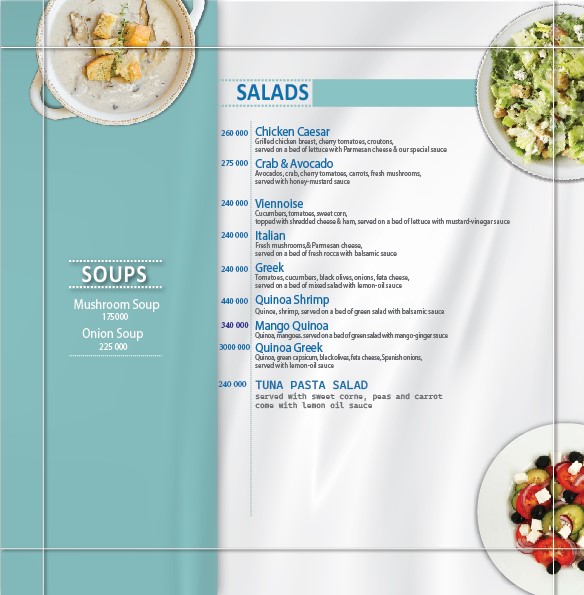 SALADS
260 000 Chicken Caesar
Grilled chicken breast, cherry tomatoes, croutons,
served on a bed of lettuce with Parmesan cheese & our special sauce
275 000 Crab & Avocado
Avocados, crab, cherry tomatoes, carrots, fresh mushrooms,
served with honey-mustard sauce
240 000 Viennoise
Cucumbers, tomatoes, sweet corn,
topped with shredded cheese & ham, served on a bed of lettuce with mustard-vinegar sauce
240 000 Italian
Fresh mushrooms,& Parmesan cheese,
served on a bed of fresh rocca with balsamic sauce
240 000 Greek
Tomatoes, cucumbers, black olives, onions, feta cheese,
served on a bed of mixed salad with lemon-oil sauce
440 000 Quinoa Shrimp
Quinoa, shrimp, served on a bed of green salad with balsamic sauce
340 000 Mango Quinoa
Quinoa, mangoes. served on a bed of green salad with mango-ginger sauce
3000 000 Quinoa Greek
Quinoa, green capsicum, black olives, feta cheese, Spanish onions,
served with lemon-oil sauce
240 000 TUNA PASTA SALAD
served with sweet corne, peas and carrot
come with lemon oil sauce
SOUPS
Mushroom Soup
175000
Onion Soup
225 000